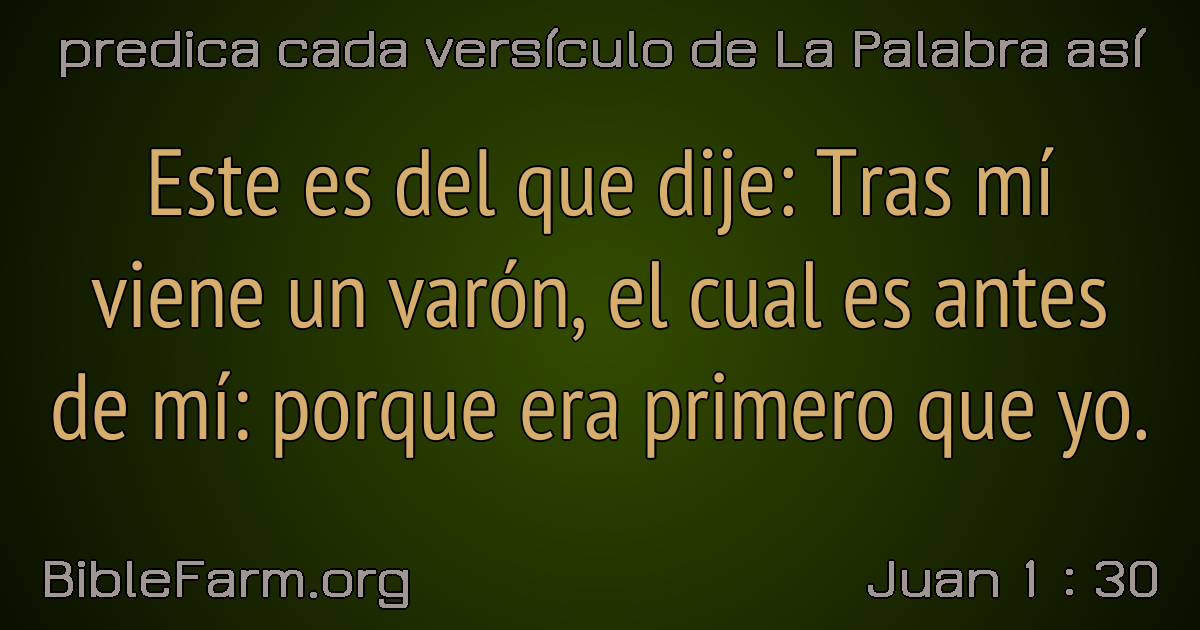 predica cada versículo de La Palabra así
Este es del que dije: Tras mí
viene un varón, el cual es antes
de mí: porque era primero que yo.
BibleFarm.org
Juan 1 : 30